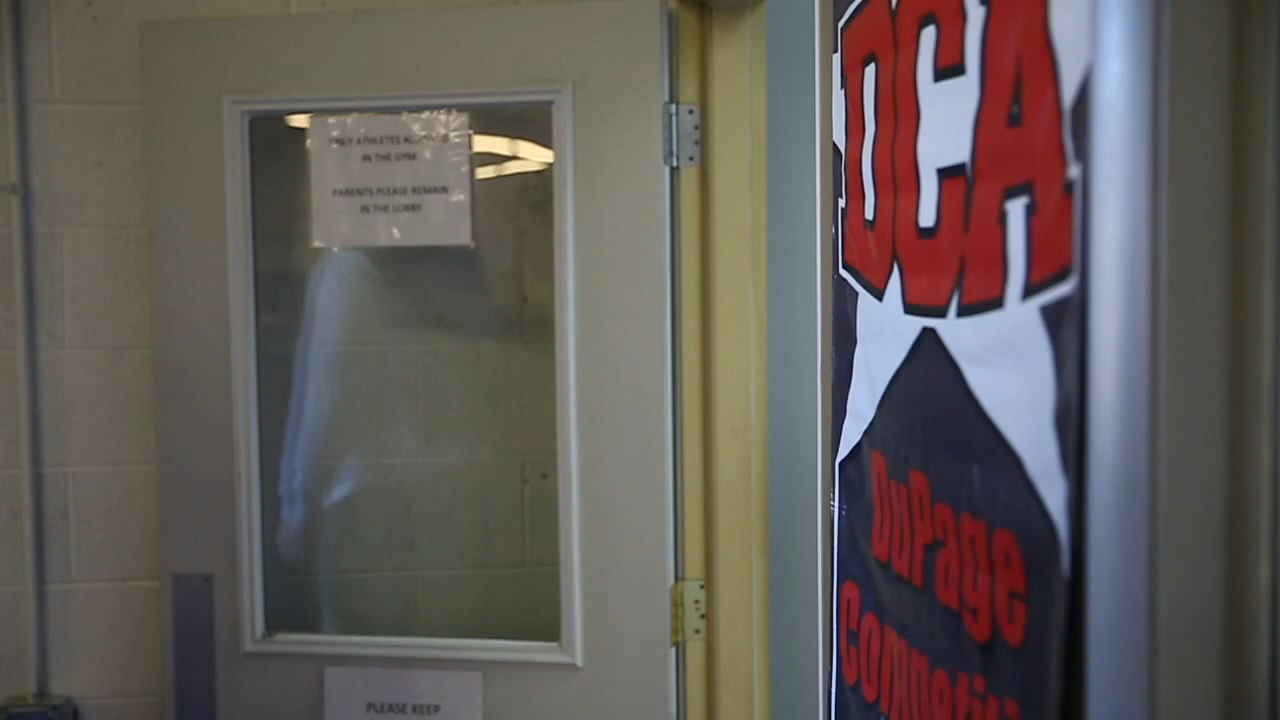 ONLY ATHLETES ALLOWED
IN THE GYM
PARENTS PLEASE REMAIN
IN THE LOBBY
PLEASE KEEP
DCA
DuPage